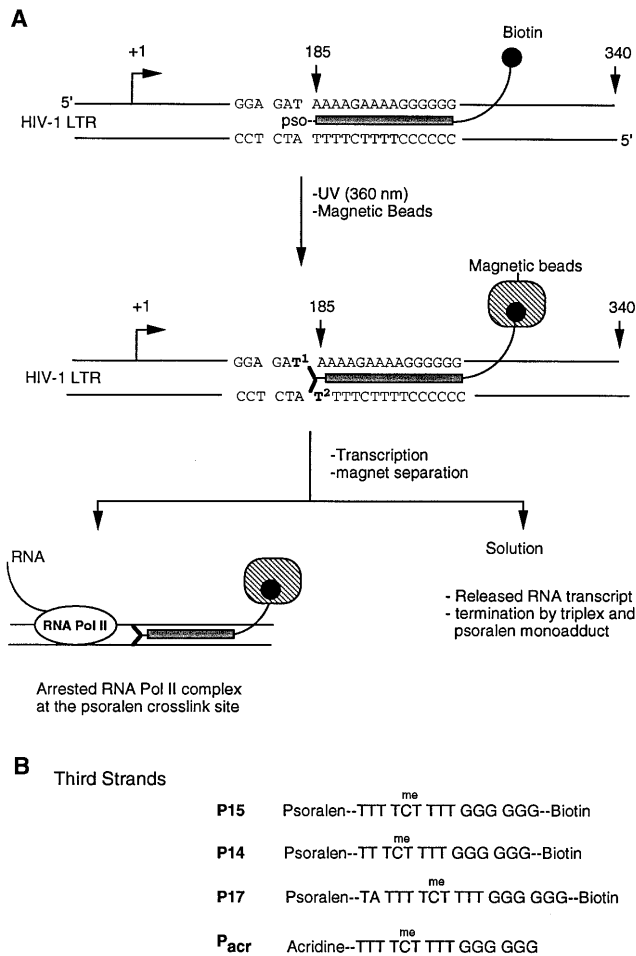 A
Biotin
+1
185
340
5'
GGA GAT AAAAGAAAAGGGGGG
HIV-1 LTR
pso
CCT CTA TTTTCTTTTCCCCCC
5'
-UV (360 nm)
-Magnetic Beads
Magnetic beads
+1
185
340
GGA GAT1 AAAAGAAAAGGGGGG
HIV-1 LTR
CCT CTA T2TTTCTTTTCCCCCC
-Transcription
-magnet separation
RNA
Solution
RNA Pol II
- Released RNA transcript
- termination by triplex and
psoralen monoadduct
Arrested RNA Pol II complex
at the psoralen crosslink site
B
Third Strands
me
P15 Psoralen--TTT TCT TTT GGG GGG--Biotin
me
P14 Psoralen--TT TCT TTT GGG GGG--Biotin
me
P17 Psoralen--TA TTT TCT TTT GGG GGG--Biotin
me
Pacr Acridine--TTT TCT TTT GGG GGG